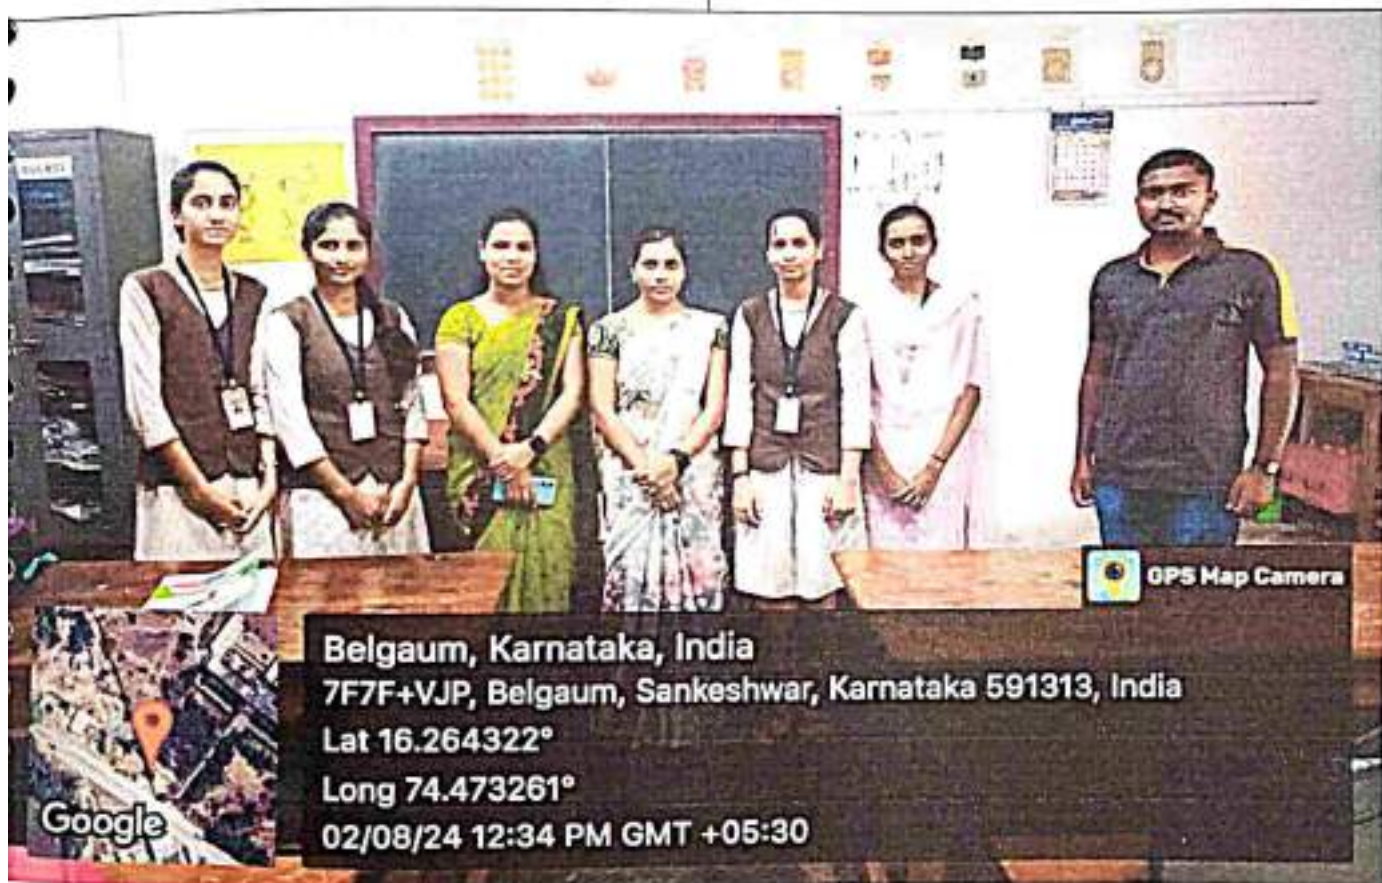 GPS Map Camera
Belgaum, Karnataka, India
7F7F+VJP, Belgaum, Sankeshwar, Karnataka 591313, India
Lat 16.264322°
Long 74.473261°
02/08/24 12:34 PM GMT +05:30
Google